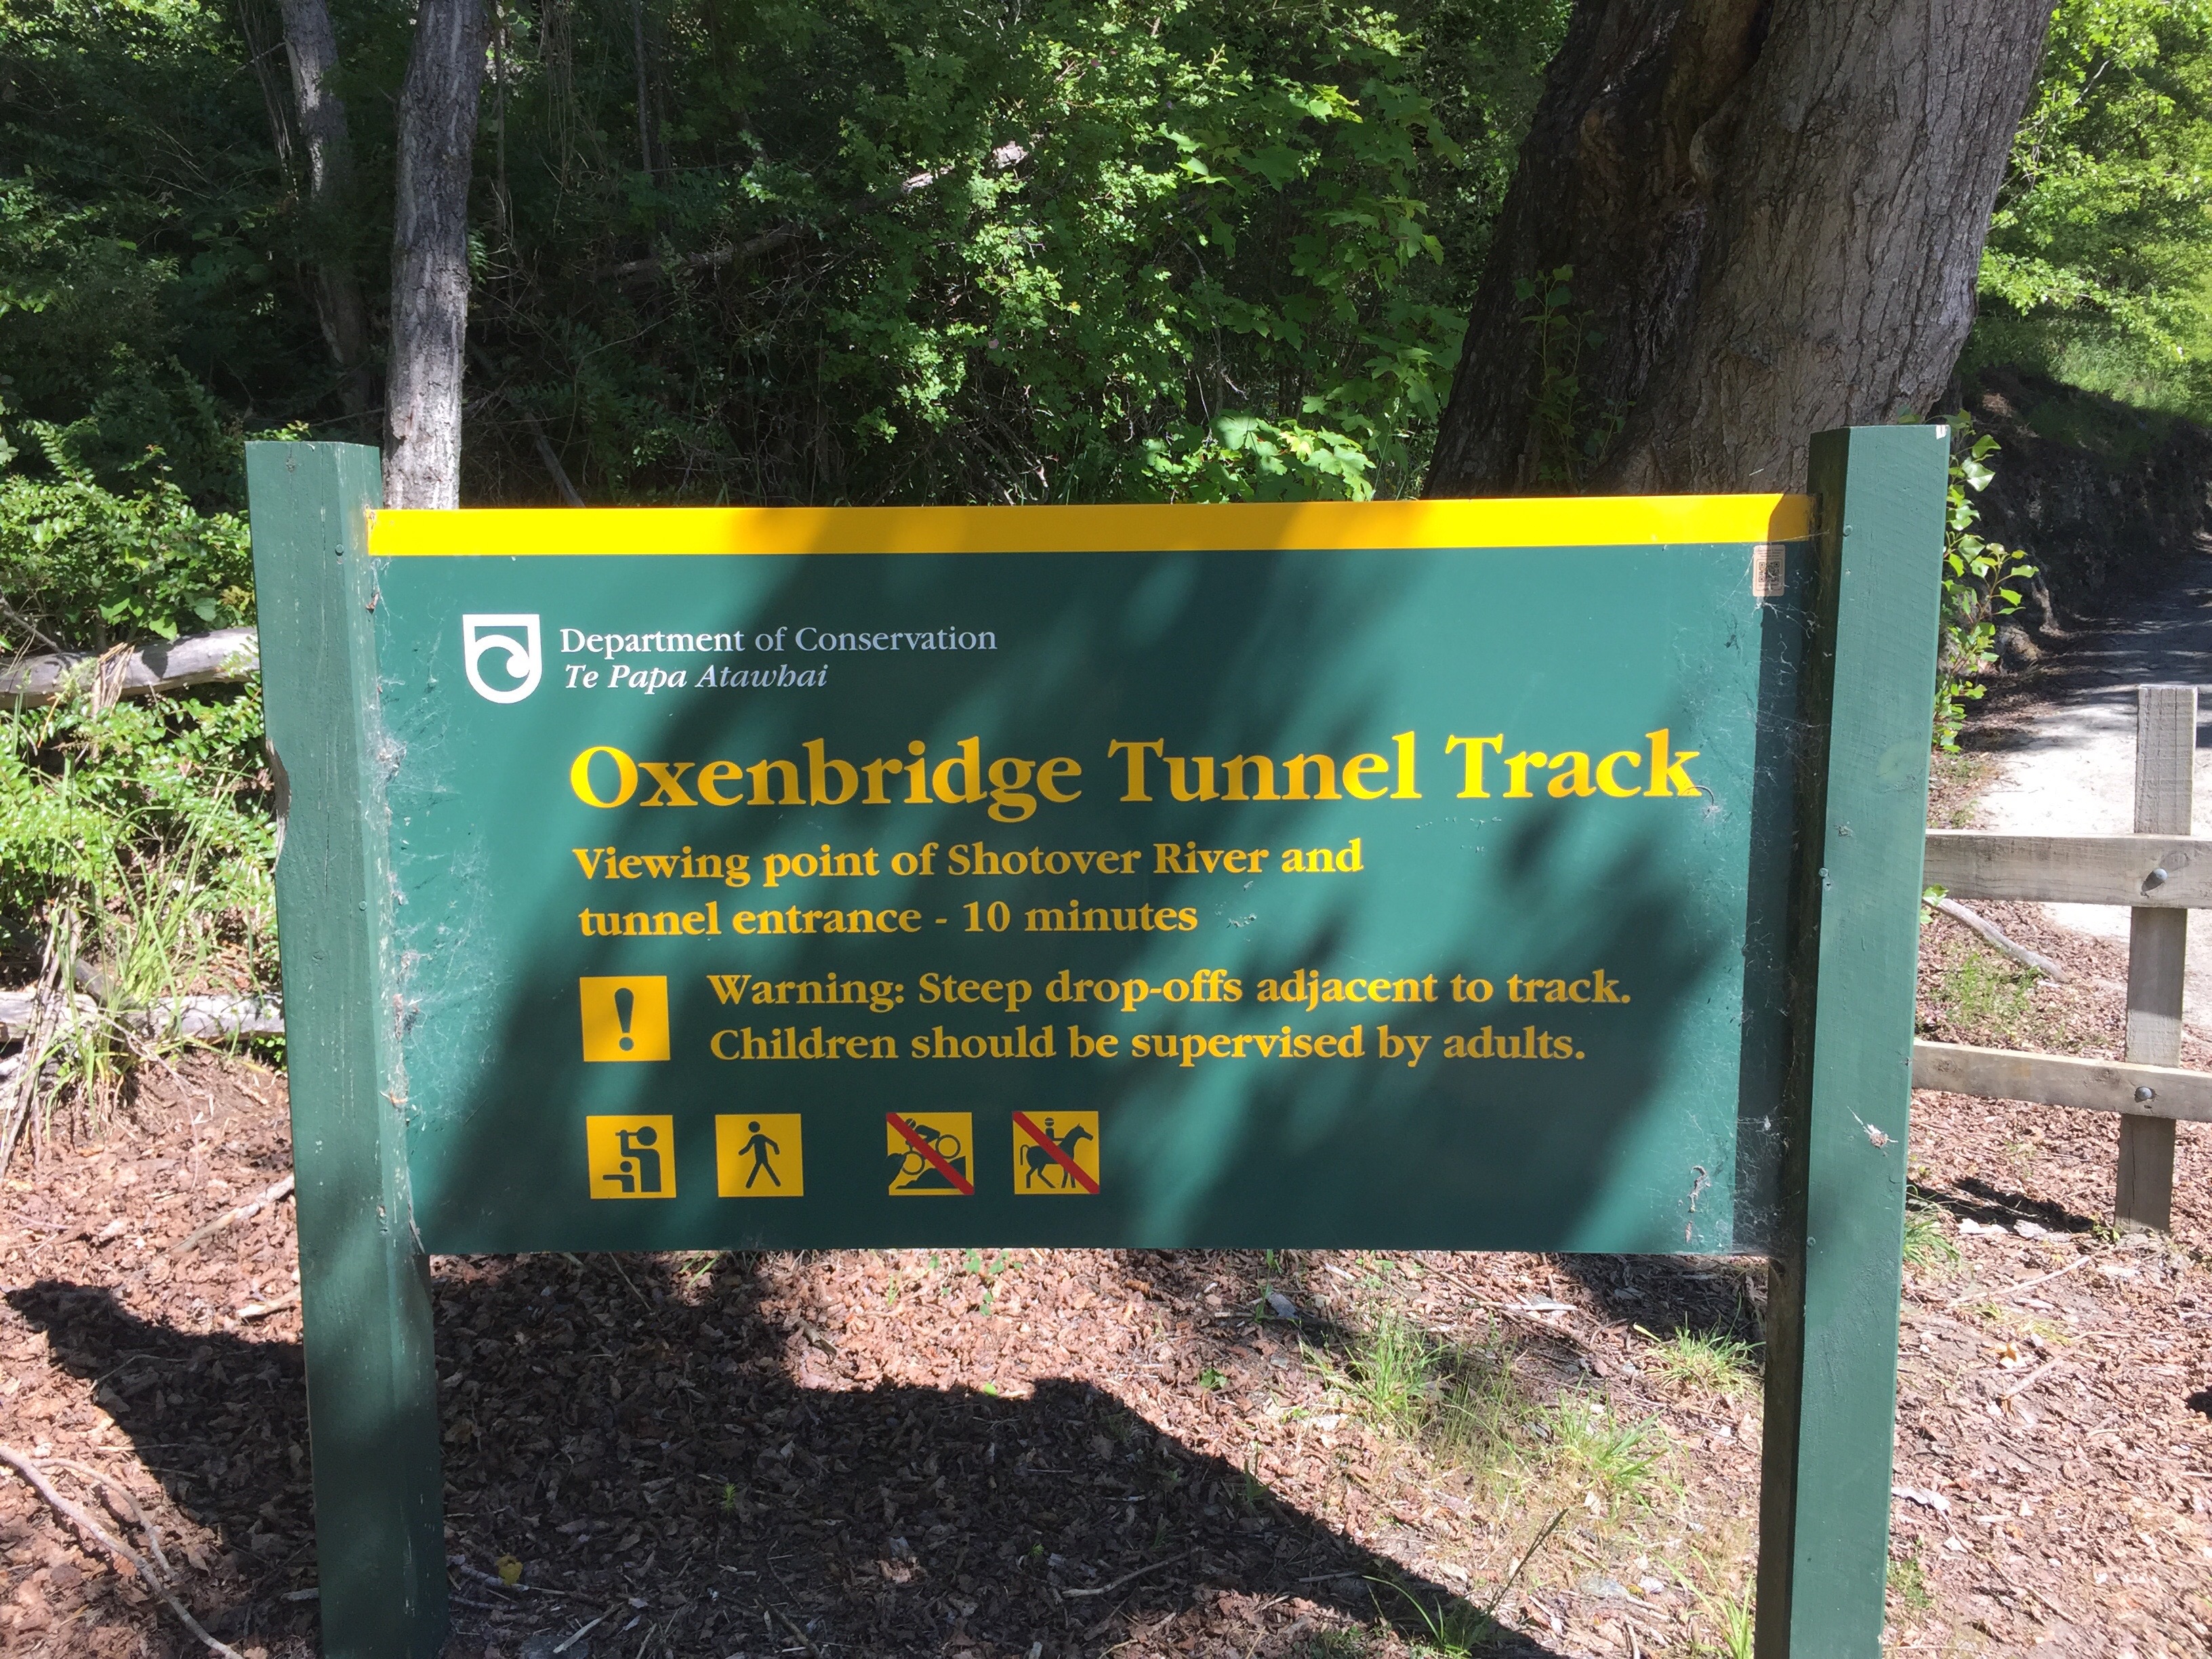 Department of Conservation
Te Papa Atawhai
Oxenbridge Tunnel Track
Viewing point of Shotover River and
tunnel entrance - 10 minutes
! Warning: Steep drop-offs adjacent to track.
Children should be supervised by adults.